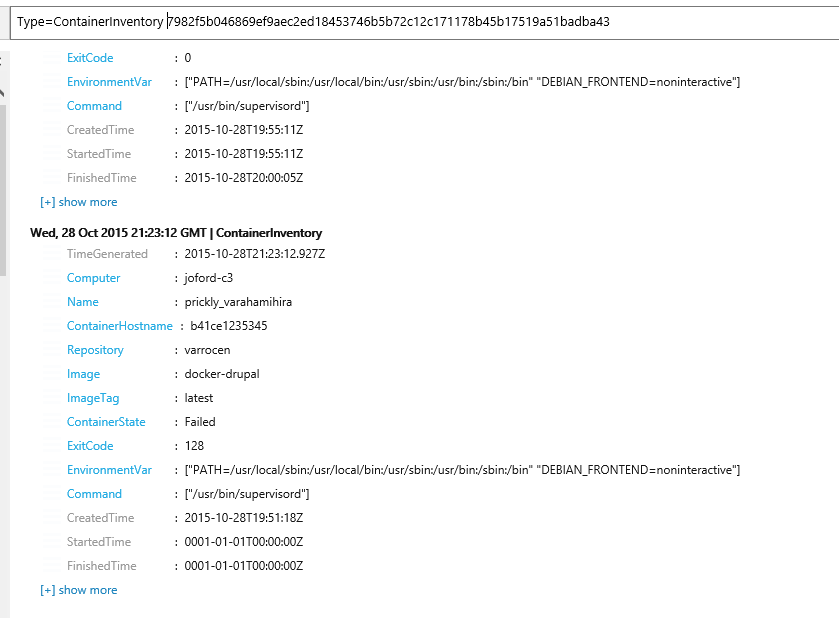 Type=ContainerInventory 7982f5b046869ef9aec2ed18453746b5b72c12c171178b45b17519a51badba43
ExitCode : 0
EnvironmentVar : ["PATH=/usr/local/sbin:/usr/local/bin:/usr/sbin:/usr/bin:/sbin:/bin" "DEBIAN_FRONTEND=noninteractive"]
Command : ["/usr/bin/supervisord"]
CreatedTime : 2015-10-28T19:55:11Z
StartedTime : 2015-10-28T19:55:11Z
FinishedTime : 2015-10-28T20:00:05Z
[+] show more
Wed, 28 Oct 2015 21:23:12 GMT | ContainerInventory
TimeGenerated : 2015-10-28T21:23:12.927Z
Computer : joford-c3
Name : prickly_varahamihira
ContainerHostname : b41ce1235345
Repository : varrocen
Image : docker-drupal
ImageTag : latest
ContainerState : Failed
ExitCode : 128
EnvironmentVar : ["PATH=/usr/local/sbin:/usr/local/bin:/usr/sbin:/usr/bin:/sbin:/bin" "DEBIAN_FRONTEND=noninteractive"]
Command : ["/usr/bin/supervisord"]
CreatedTime : 2015-10-28T19:51:18Z
StartedTime : 0001-01-01T00:00:00Z
FinishedTime : 0001-01-01T00:00:00Z
[+] show more